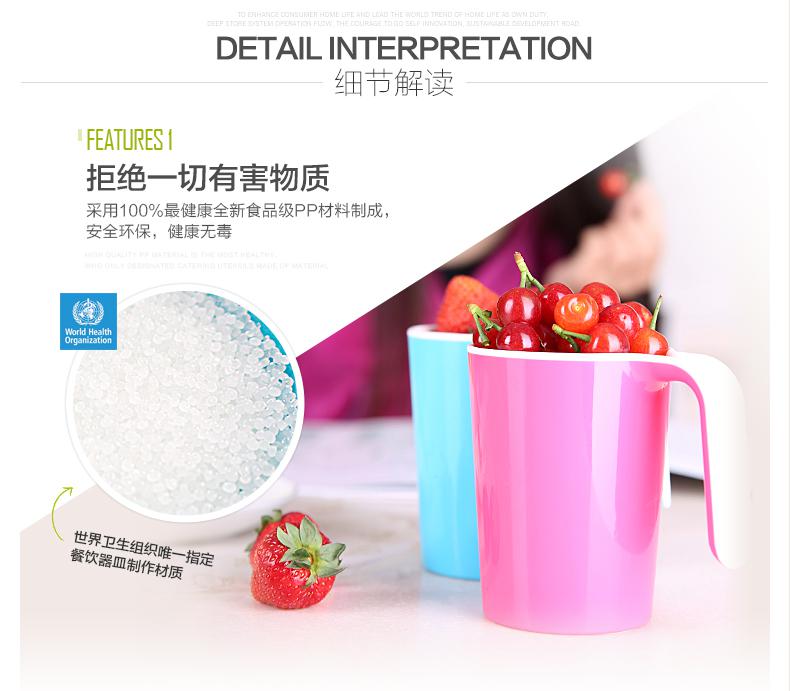 TO ENHANCE CONSUMER HOME LIFE AND LEAD THE WORLD TREND OF HOME LIFE AS OWN DUTY,
DEEP STORE SYSTEM OPERATION FUZW. THE COURAGE TO GO SELF INNOVATION, SUSTAINABLE DEVELOPMENT ROAD.
DETAIL INTERPRETATION
细节解读
FEATURES 1
拒绝一切有害物质
采用100%最健康全新食品级PP材料制成，
安全环保，健康无毒
HIGH QUALITY PP MATERIAL IS THE MOST HEALTHY,
WHO ONLY DESIGNATED CATERING UTENSILS MADE OF MATERIAL
World Health
Organization
世界卫生组织唯一指定
餐饮器皿制作材质